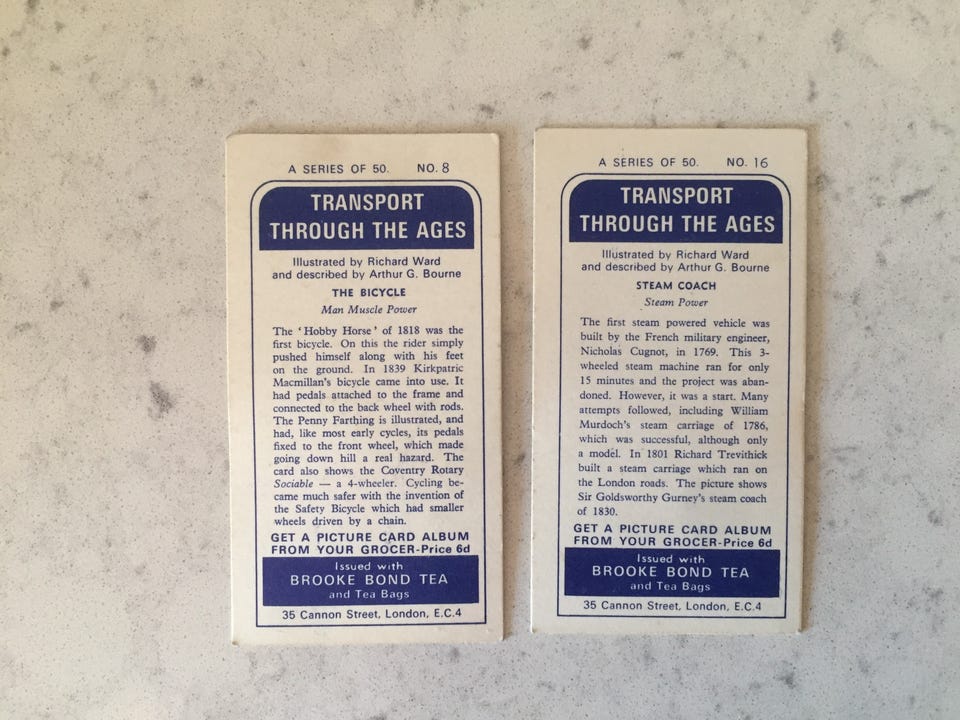 A SERIES OF 50. NO. 8
TRANSPORT
THROUGH THE AGES
Illustrated by Richard Ward
and described by Arthur G. Bourne
THE BICYCLE
Man Muscle Power
The 'Hobby Horse' of 1818 was the
first bicycle. On this the rider simply
pushed himself along with his feet
on the ground. In 1839 Kirkpatric
Macmillan's bicycle came into use. It
had pedals attached to the frame and
connected to the back wheel with rods.
The Penny Farthing is illustrated, and
had, like most early cycles, its pedals
fixed to the front wheel, which made
going down hill a real hazard. The
card also shows the Coventry Rotary
Sociable — a 4-wheeler. Cycling be-
came much safer with the invention of
the Safety Bicycle which had smaller
wheels driven by a chain.
GET A PICTURE CARD ALBUM
FROM YOUR GROCER-Price 6d
Issued with
BROOKE BOND TEA
and Tea Bags
35 Cannon Street, London, E.C.4
A SERIES OF 50. NO. 16
TRANSPORT
THROUGH THE AGES
Illustrated by Richard Ward
and described by Arthur G. Bourne
STEAM COACH
Steam Power
The first steam powered vehicle was
built by the French military engineer,
Nicholas Cugnot, in 1769. This 3-
wheeled steam machine ran for only
15 minutes and the project was aban-
doned. However, it was a start. Many
attempts followed, including William
Murdoch's steam carriage of 1786,
which was successful, although only
a model. In 1801 Richard Trevithick
built a steam carriage which ran on
the London roads. The picture shows
Sir Goldsworthy Gurney's steam coach
of 1830.
GET A PICTURE CARD ALBUM
FROM YOUR GROCER-Price 6d
Issued with
BROOKE BOND TEA
and Tea Bags
35 Cannon Street, London, E.C.4